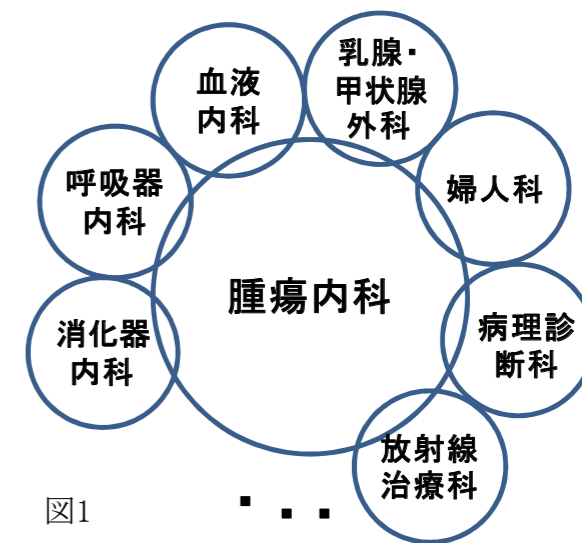 乳腺・
甲状腺
外科
血液
内科
呼吸器
内科
婦人科
腫瘍内科
消化器
内科
病理診
断科
放射線
治療科
図1
...